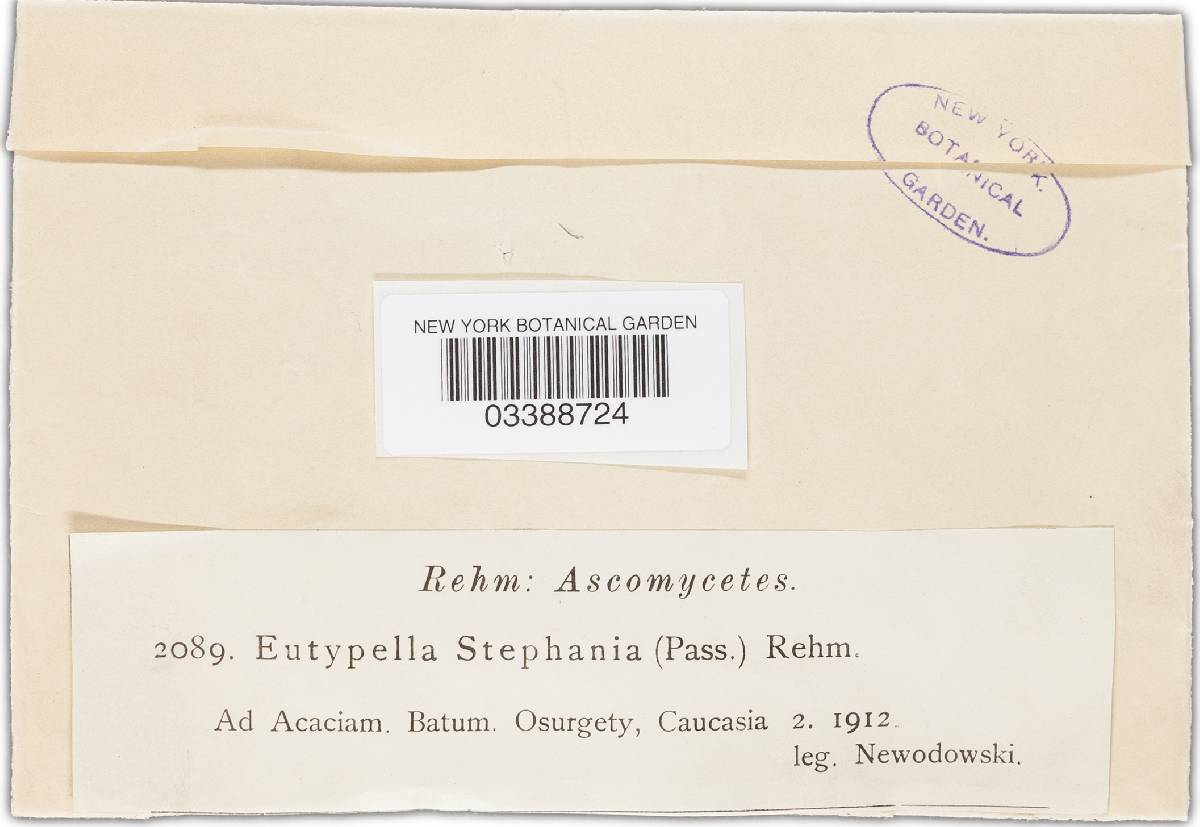 NEW YORK
BOTANICAL
GARDEN.
NEW YORK BOTANICAL GARDEN
03388724
Rehm: Ascomycetes.
2089. Eutypella Stephania (Pass.) Rehm.
Ad Acaciam. Batum. Osurgety, Caucasia 2. 1912.
leg. Newodowski.